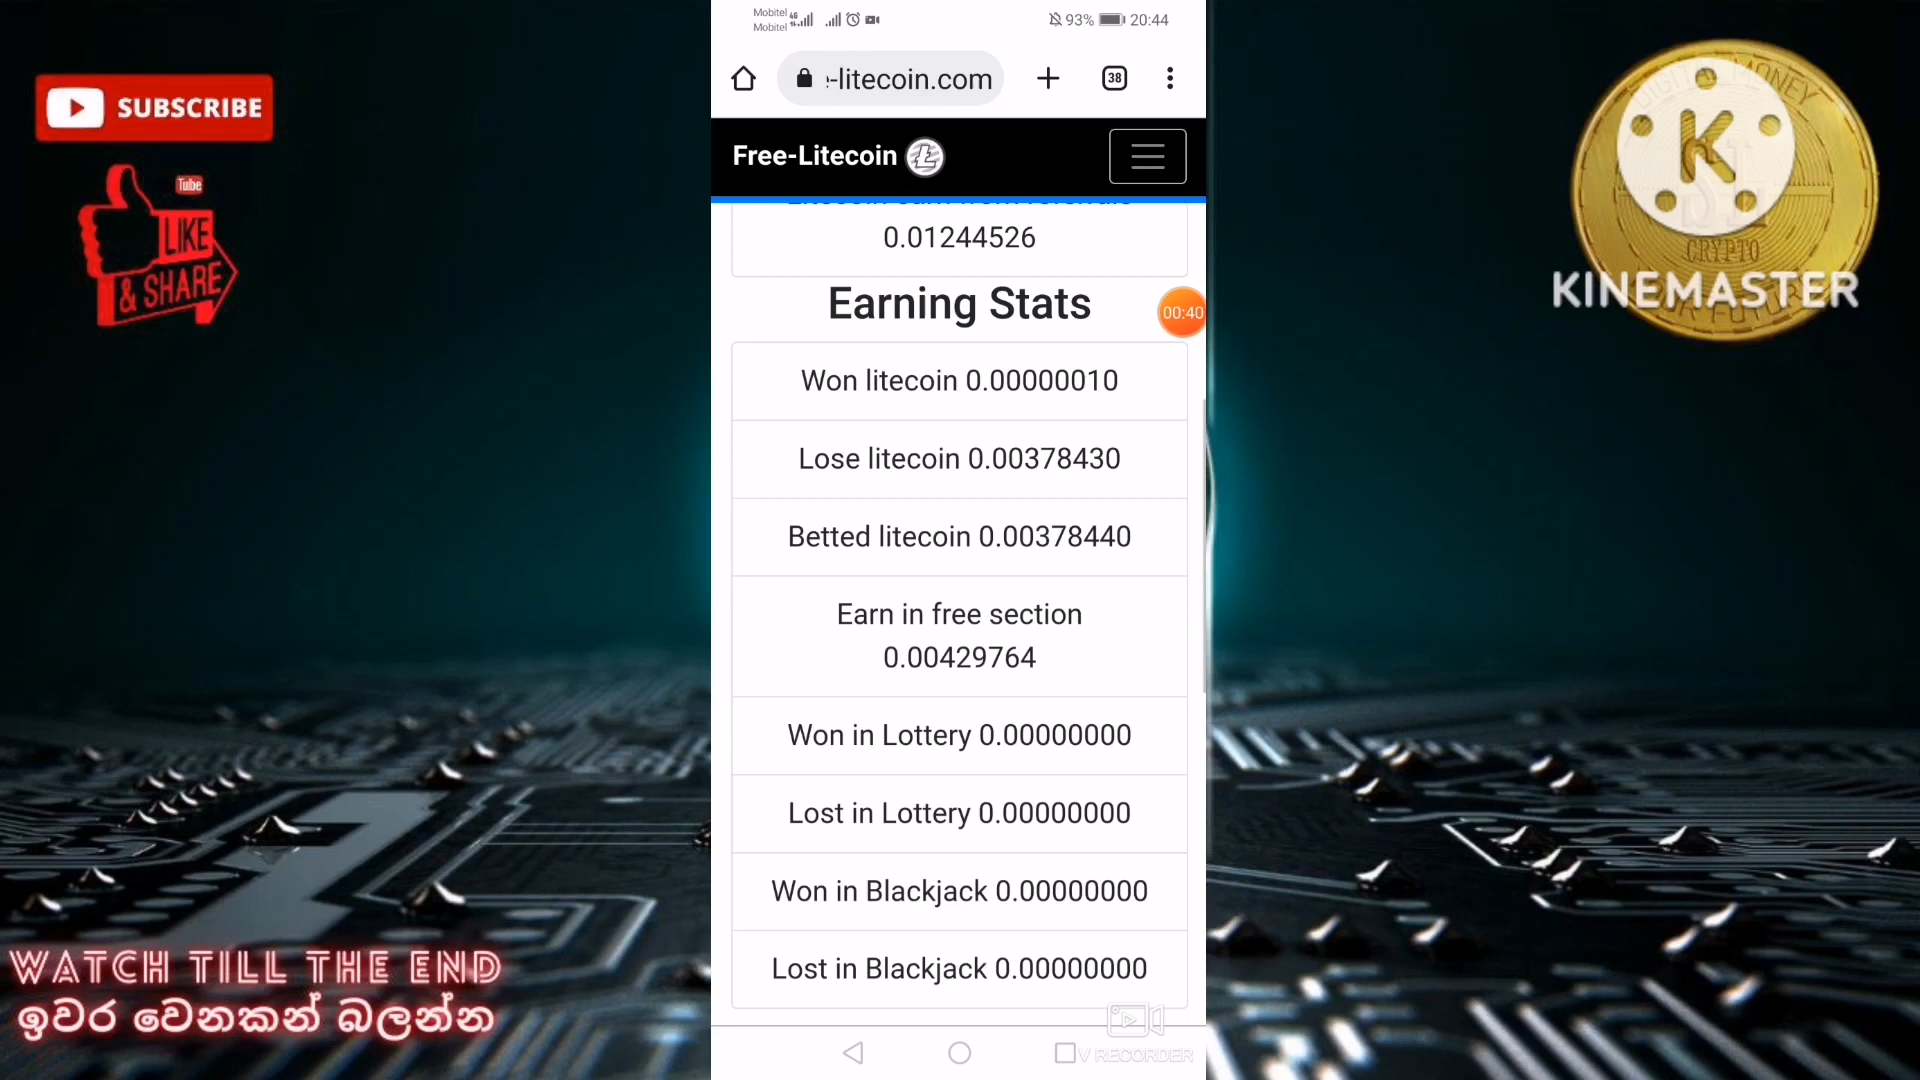 Mobitel 4G
Mobitel
93% 20:44
-litecoin.com
38
SUBSCRIBE
Tube
LIKE
& SHARE
Free-Litecoin
0.01244526
Earning Stats
00:40
Won litecoin 0.00000010
Lose litecoin 0.00378430
Betted litecoin 0.00378440
Earn in free section
0.00429764
Won in Lottery 0.00000000
Lost in Lottery 0.00000000
Won in Blackjack 0.00000000
Lost in Blackjack 0.00000000
V RECORDER
K
CRYPTO
KINEMASTER
WATCH TILL THE END
ඉවර වෙනකන් බලන්න